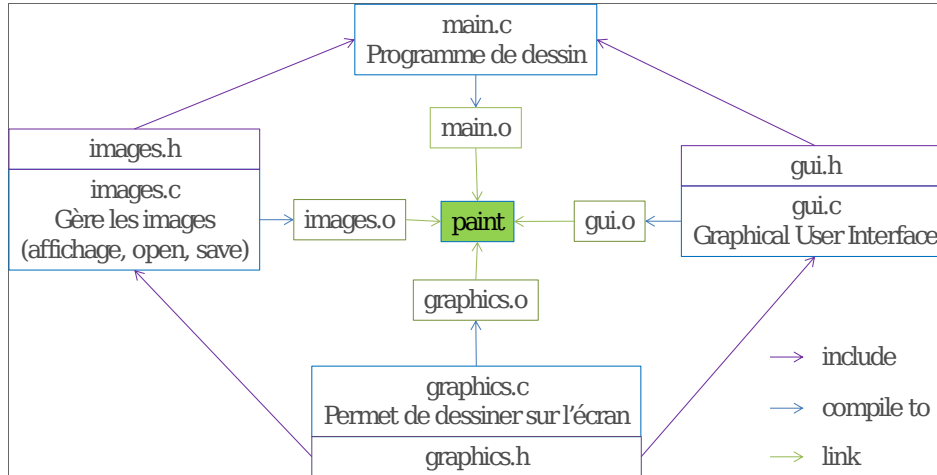 main.c
Programme de dessin
main.o
images.h
images.c
Gère les images
(affichage, open, save)
images.o
paint
gui.o
gui.h
gui.c
Graphical User Interface
graphics.o
graphics.c
Permet de dessiner sur l’écran
graphics.h
include
compile to
link